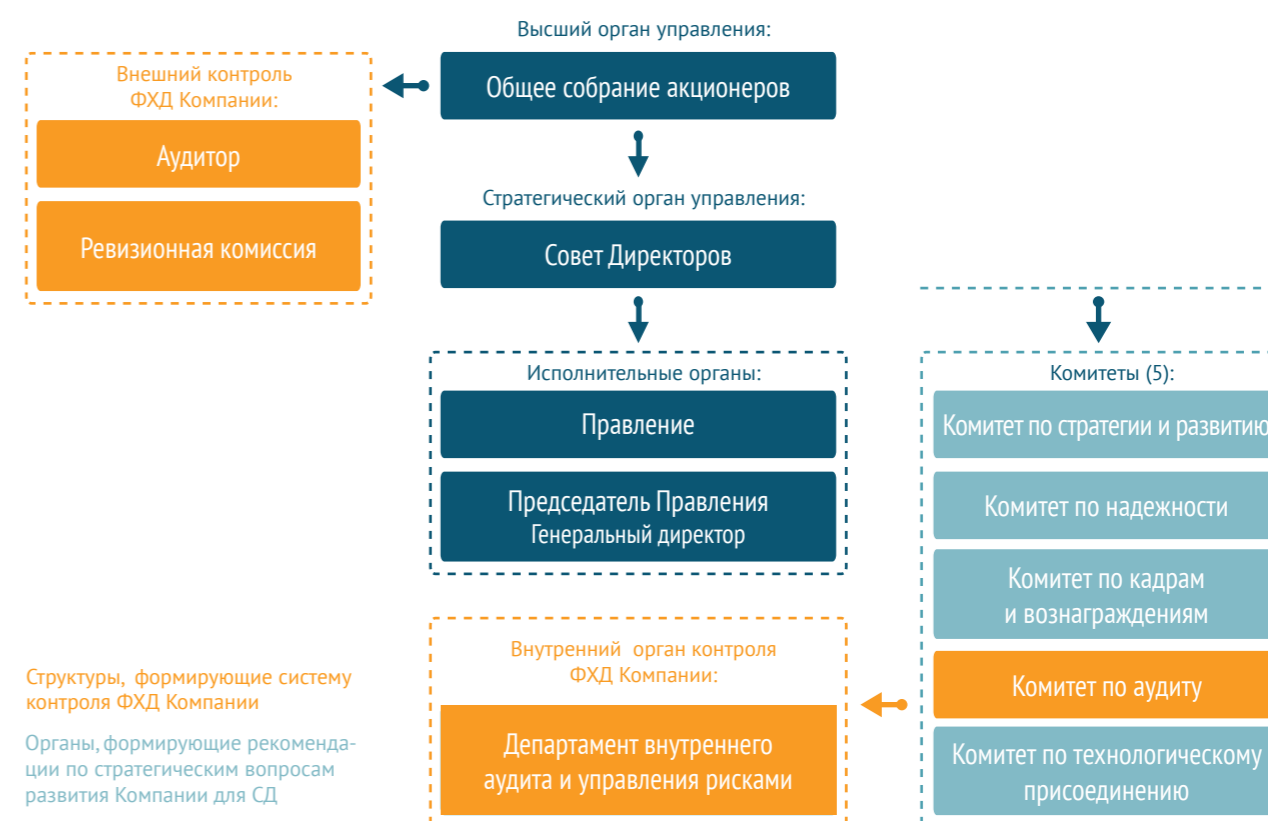 Высший орган управления:
Общее собрание акционеров
Внешний контроль
ФХД Компании:
Аудитор
Ревизионная комиссия
Стратегический орган управления:
Совет Директоров
Исполнительные органы:
Правление
Председатель Правления
Генеральный директор
Комитеты (5):
Комитет по стратегии и развитию
Комитет по надежности
Комитет по кадрам
и вознаграждениям
Комитет по аудиту
Комитет по технологическому
присоединению
Внутренний орган контроля
ФХД Компании:
Департамент внутреннего
аудита и управления рисками
Структуры, формирующие систему
контроля ФХД Компании
Органы, формирующие рекоменда-
ции по стратегическим вопросам
развития Компании для СД